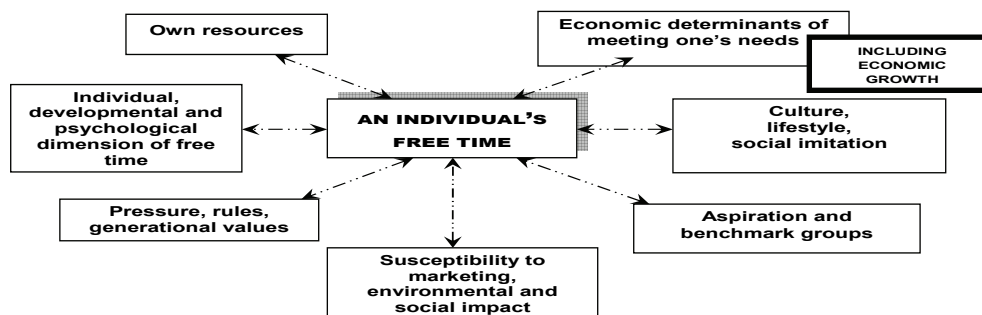 Own resources
Economic determinants of
meeting one's needs
INCLUDING
ECONOMIC
GROWTH
Individual,
developmental and
psychological
dimension of free
time
AN INDIVIDUAL'S
FREE TIME
Culture,
lifestyle,
social imitation
Pressure, rules,
generational values
Aspiration and
benchmark groups
Susceptibility to
marketing,
environmental and
social impact